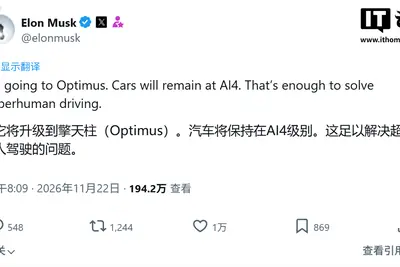 Elon Musk
@elonmusk
IT
www.ithom
显示翻译
going to Optimus. Cars will remain at AI4. That's enough to solve
perhuman driving.
它将升级到擎天柱（Optimus）。汽车将保持在AI4级别。这足以解决超
人驾驶的问题。
午8:09 · 2026年11月22日 · 194.2万 查看
548
1,244
1万
869
关
查看引用